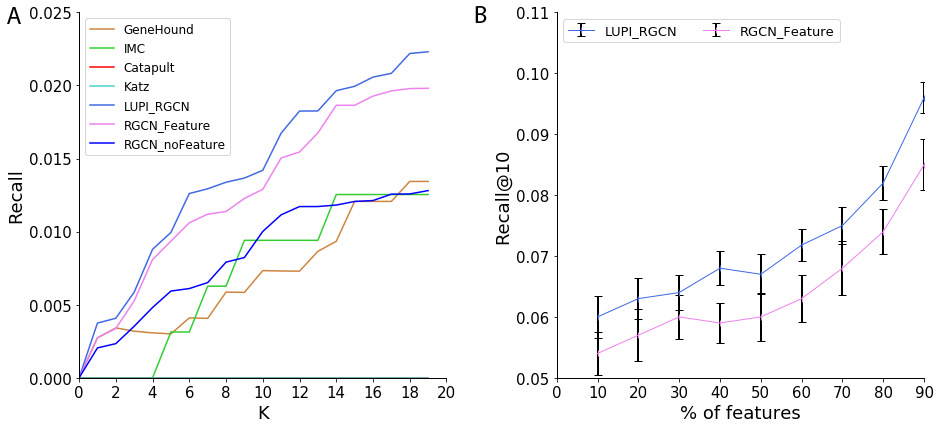 A
0.025
0.020
0.015
0.010
0.005
0.000
Recall
GeneHound
IMC
Catapult
Katz
LUPI_RGCN
RGCN_Feature
RGCN_noFeature
0 2 4 6 8 10 12 14 16 18 20
K
B
0.11
0.10
0.09
0.08
0.07
0.06
0.05
Recall@10
LUPI_RGCN RGCN_Feature
0 10 20 30 40 50 60 70 80 90
% of features